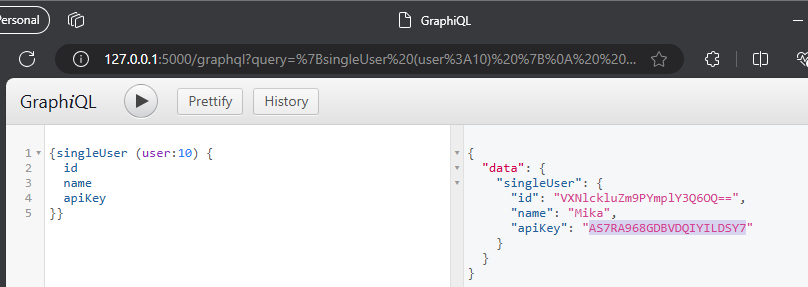 Personal
GraphiQL
127.0.0.1:5000/graphql?query=%7BsingleUser%20(user%3A10)%20%7B%0A%20%20...
GraphiQL
Prettify
History
1 {singleUser (user:10) {
2 id
3 name
4 apiKey
5 }}
{
"data": {
"singleUser": {
"id": "VXNlckluZm9PYmplY3Q6OQ==",
"name": "Mika",
"apiKey": "AS7RA968GDBVDQIYILDSY7"
}
}
}